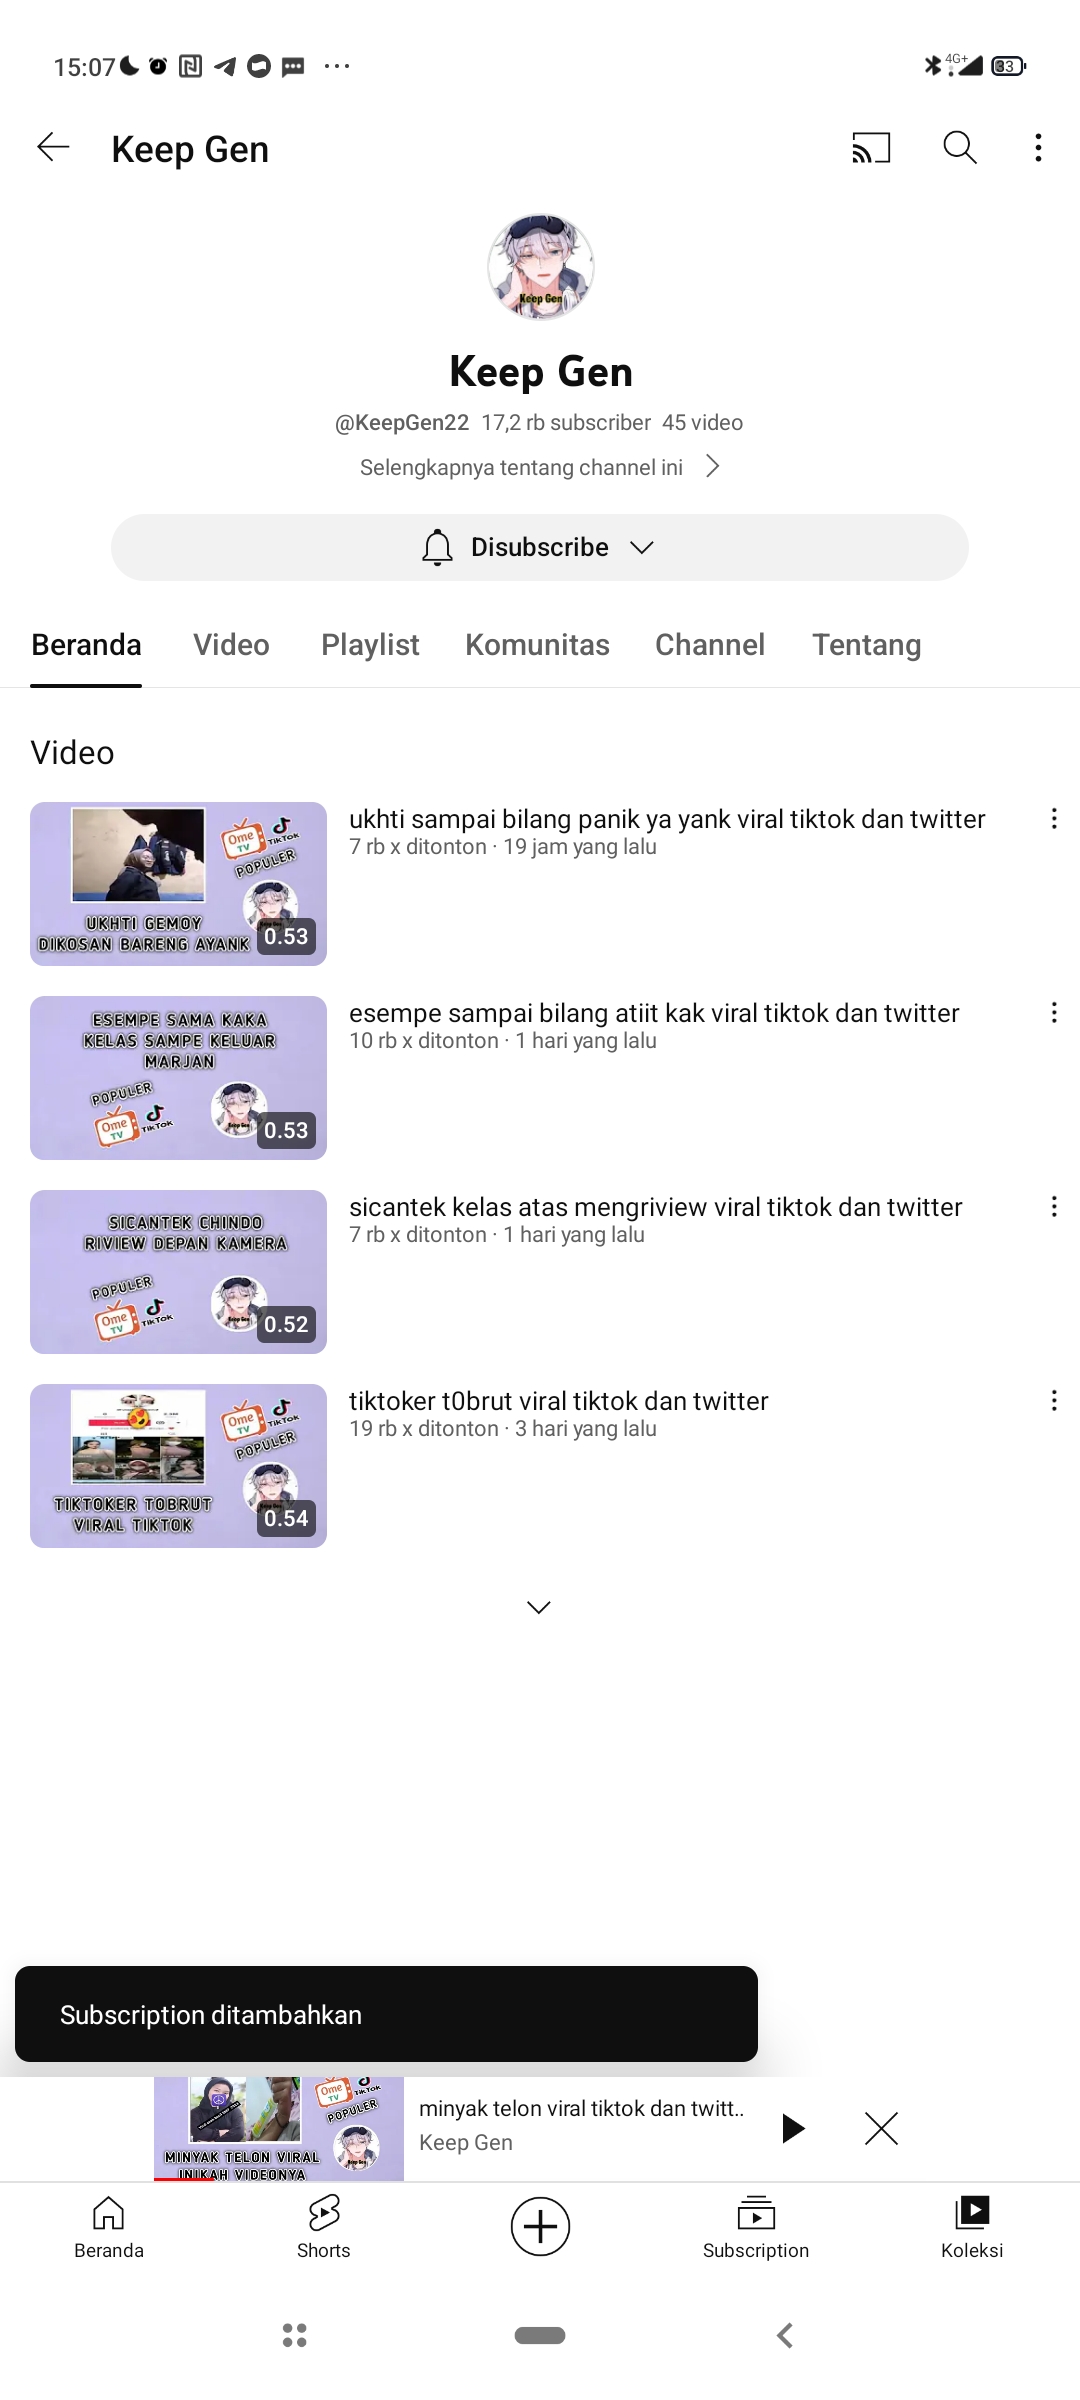 15:07
4G+
33
Keep Gen
Keep Gen
Keep Gen
@KeepGen22 17,2 rb subscriber 45 video
Selengkapnya tentang channel ini
Disubscribe
Beranda Video Playlist Komunitas Channel Tentang
Video
ukhti sampai bilang panik ya yank viral tiktok dan twitter
7 rb x ditonton · 19 jam yang lalu
Ome TV
TikTok
POPULER
UKHTI GEMOY
DIKOSAN BARENG AYANK
0.53
esempe sampai bilang atiit kak viral tiktok dan twitter
10 rb x ditonton · 1 hari yang lalu
ESEMPE SAMA KAKA
KELAS SAMPE KELUAR
MARJAN
POPULER
Ome TV
TikTok
Keep Gen
0.53
sicantek kelas atas mengriview viral tiktok dan twitter
7 rb x ditonton · 1 hari yang lalu
SICANTEK CHINDO
RIVIEW DEPAN KAMERA
POPULER
Ome TV
TikTok
Keep Gen
0.52
tiktoker t0brut viral tiktok dan twitter
19 rb x ditonton · 3 hari yang lalu
Ome TV
TikTok
POPULER
TIKTOKER TOBRUT
VIRAL TIKTOK
0.54
Subscription ditambahkan
Ome TV
TikTok
POPULER
MINYAK TELON VIRAL
INIKAH VIDEONYA
Keep Gen
minyak telon viral tiktok dan twitt..
Keep Gen
Beranda Shorts Subscription Koleksi